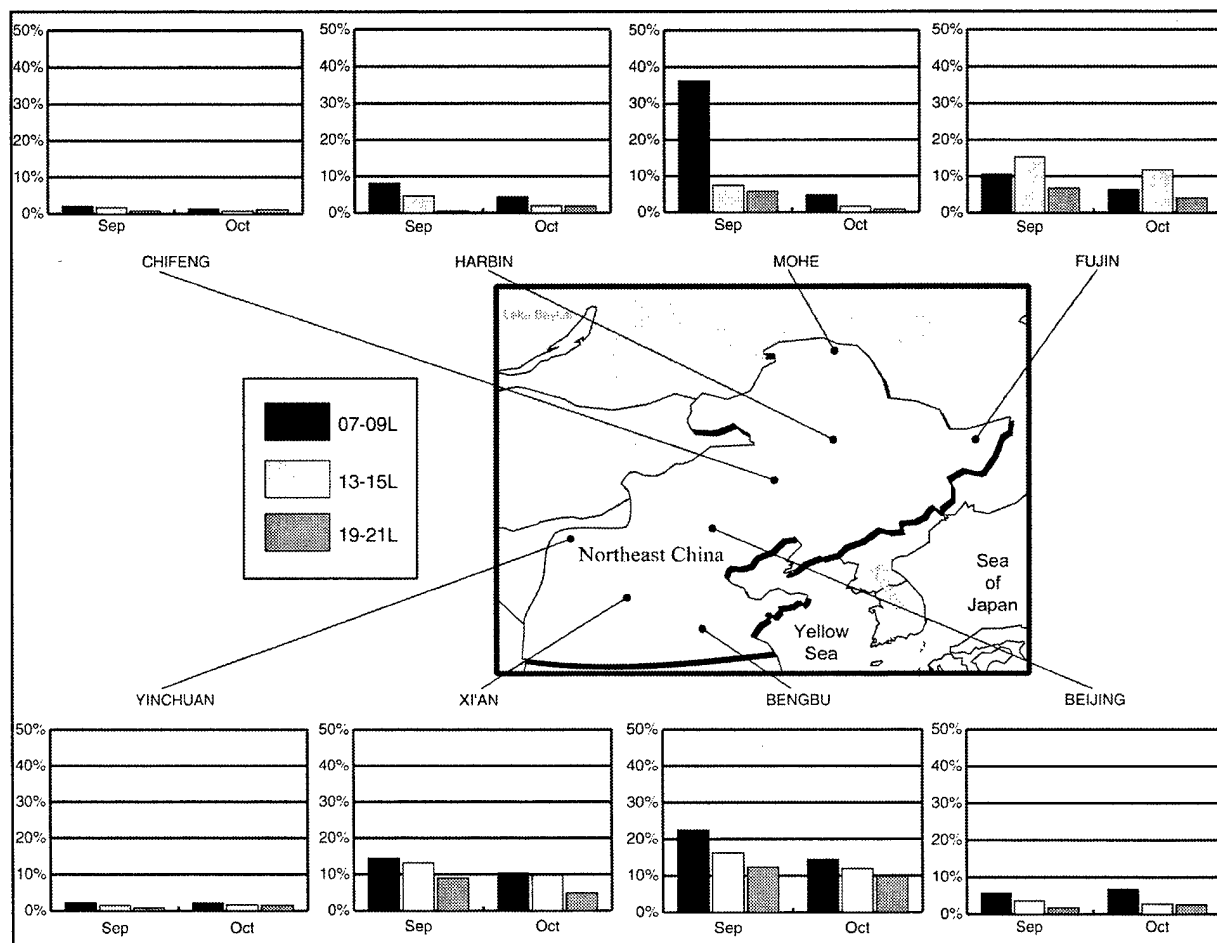 50%
40%
30%
20%
10%
0%
Sep Oct
50%
40%
30%
20%
10%
0%
Sep Oct
50%
40%
30%
20%
10%
0%
Sep Oct
50%
40%
30%
20%
10%
0%
Sep Oct
CHIFENG HARBIN MOHE FUJIN
07-09L
13-15L
19-21L
Northeast China
Sea
of
Japan
Yellow
Sea
YINCHUAN XI'AN BENGBU BEIJING
50%
40%
30%
20%
10%
0%
Sep Oct
50%
40%
30%
20%
10%
0%
Sep Oct
50%
40%
30%
20%
10%
0%
Sep Oct
50%
40%
30%
20%
10%
0%
Sep Oct